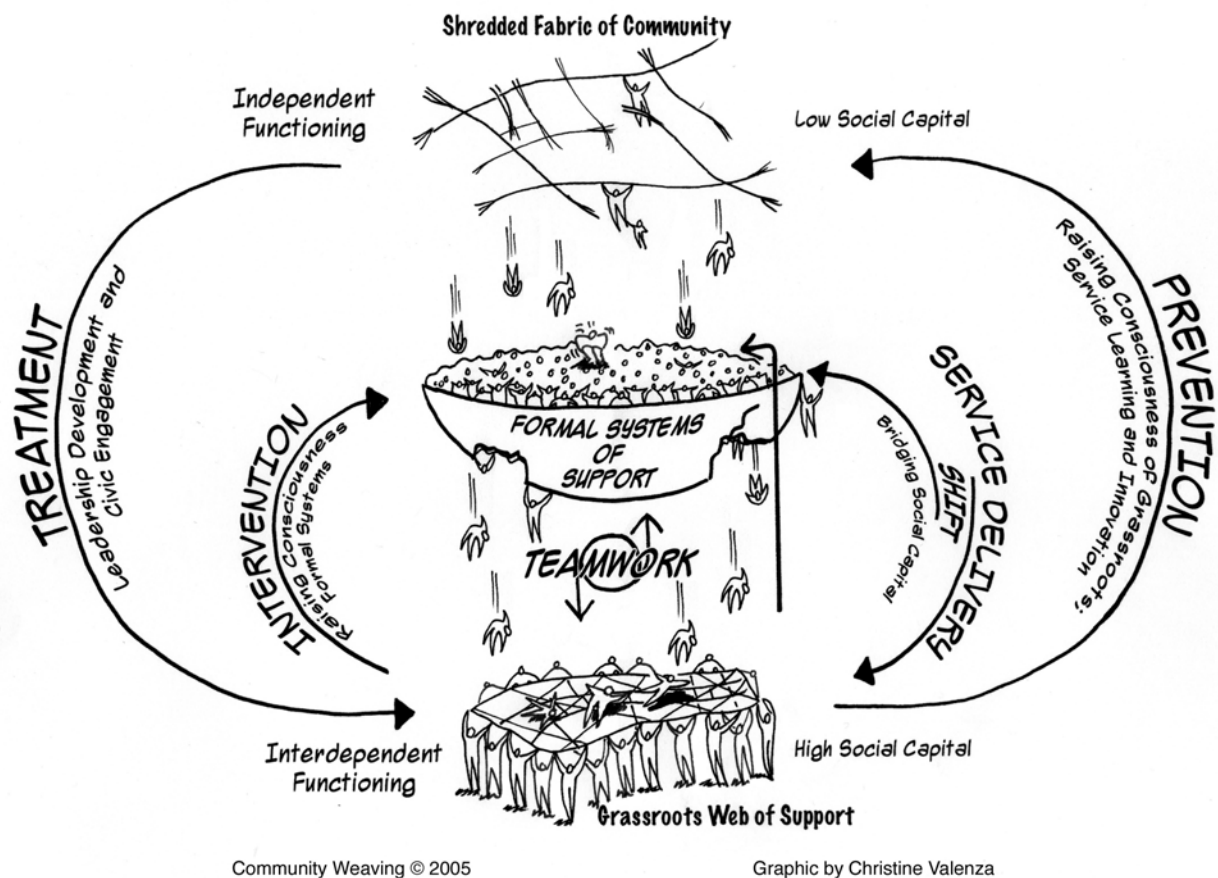 Shredded Fabric of Community
Independent
Functioning
Low Social Capital
TREATMENT
Leadership Development and
Civic Engagement
INTERVENTION
Raising Consciousness
Formal Systems
FORMAL SYSTEMS
OF
SUPPORT
TEAMWORK
SERVICE DELIVERY
SHIFT
Bridging Social Capital
PREVENTION
Raising Consciousness of Grassroots;
Service Learning and Innovation
Interdependent
Functioning
High Social Capital
Grassroots Web of Support
Community Weaving © 2005
Graphic by Christine Valenza